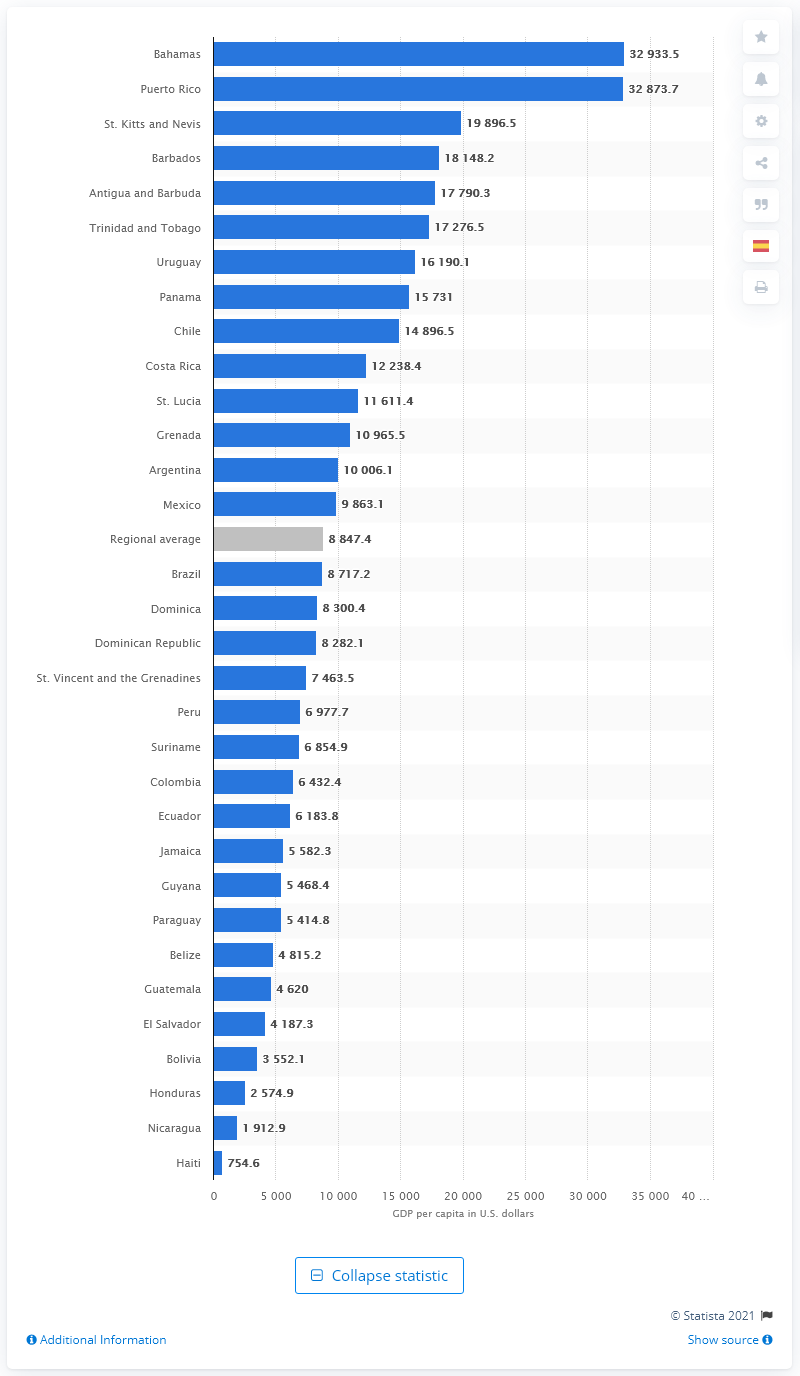 Bahamas 32 933.5
Puerto Rico 32 873.7
St. Kitts and Nevis 19 896.5
Barbados 18 148.2
Antigua and Barbuda 17 790.3
Trinidad and Tobago 17 276.5
Uruguay 16 190.1
Panama 15 731
Chile 14 896.5
Costa Rica 12 238.4
St. Lucia 11 611.4
Grenada 10 965.5
Argentina 10 006.1
Mexico 9 863.1
Regional average 8 847.4
Brazil 8 717.2
Dominica 8 300.4
Dominican Republic 8 282.1
St. Vincent and the Grenadines 7 463.5
Peru 6 977.7
Suriname 6 854.9
Colombia 6 432.4
Ecuador 6 183.8
Jamaica 5 582.3
Guyana 5 468.4
Paraguay 5 414.8
Belize 4 815.2
Guatemala 4 620
El Salvador 4 187.3
Bolivia 3 552.1
Honduras 2 574.9
Nicaragua 1 912.9
Haiti 754.6
0 5 000 10 000 15 000 20 000 25 000 30 000 35 000 40 ...
GDP per capita in U.S. dollars
Collapse statistic
© Statista 2021
Additional Information Show source